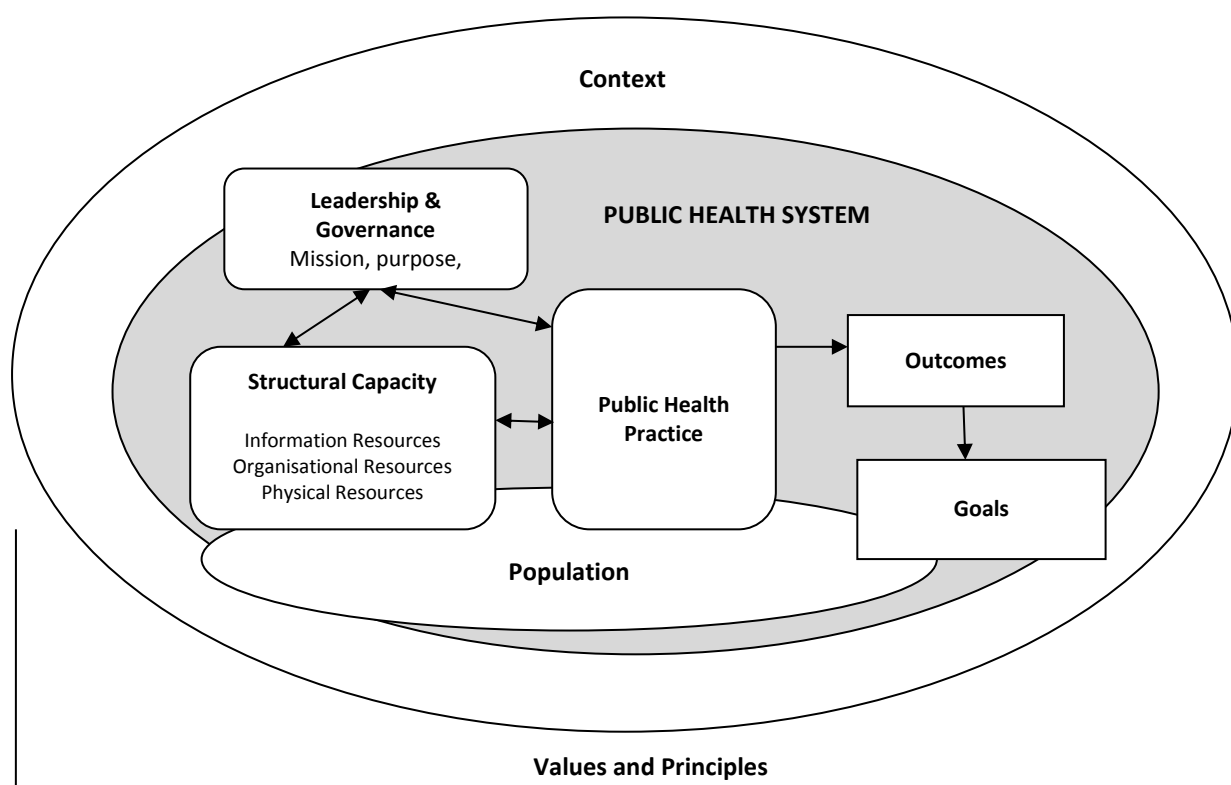 Context
Leadership &
Governance
Mission, purpose,
PUBLIC HEALTH SYSTEM
Structural Capacity
Information Resources
Organisational Resources
Physical Resources
Public Health
Practice
Outcomes
Goals
Population
Values and Principles